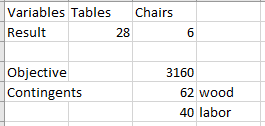 Variables Tables Chairs
Result 28 6
Objective 3160
Contingents 62 wood
40 labor